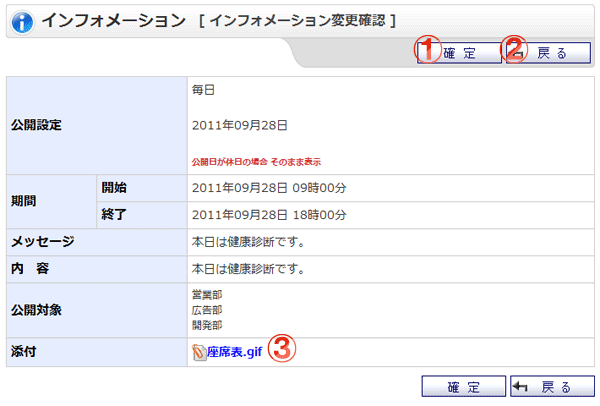 インフォメーション [ インフォメーション変更確認 ]
① 確 定 ② 戻 る
公開設定
毎日
2011年09月28日
公開日が休日の場合 そのまま表示
期間 開始 2011年09月28日 09時00分
終了 2011年09月28日 18時00分
メッセージ 本日は健康診断です。
内 容 本日は健康診断です。
公開対象
営業部
広告部
開発部
添付 座席表.gif ③
確 定 戻 る